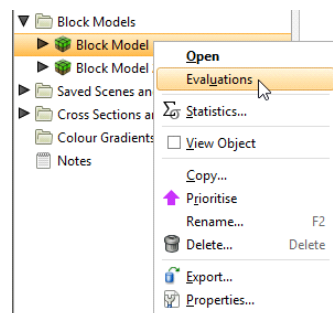 Block Models
Block Model
Block Model
Saved Scenes an
Cross Sections a
Colour Gradients
Notes
Open
Evaluations
Statistics...
View Object
Copy...
Prioritise
Rename... F2
Delete... Delete
Export...
Properties...